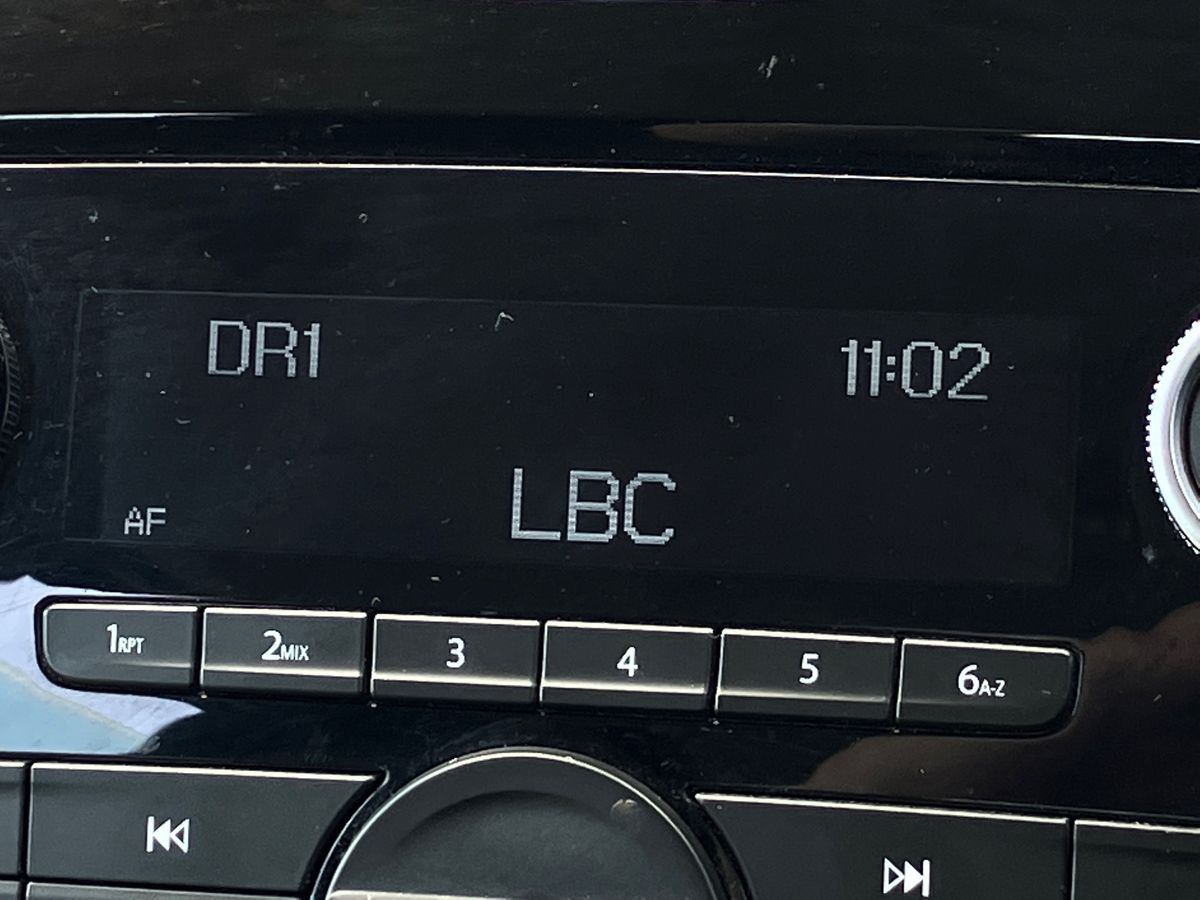 DR1 11:02
LBC
AF
1RPT 2MIX 3 4 5 6A-Z